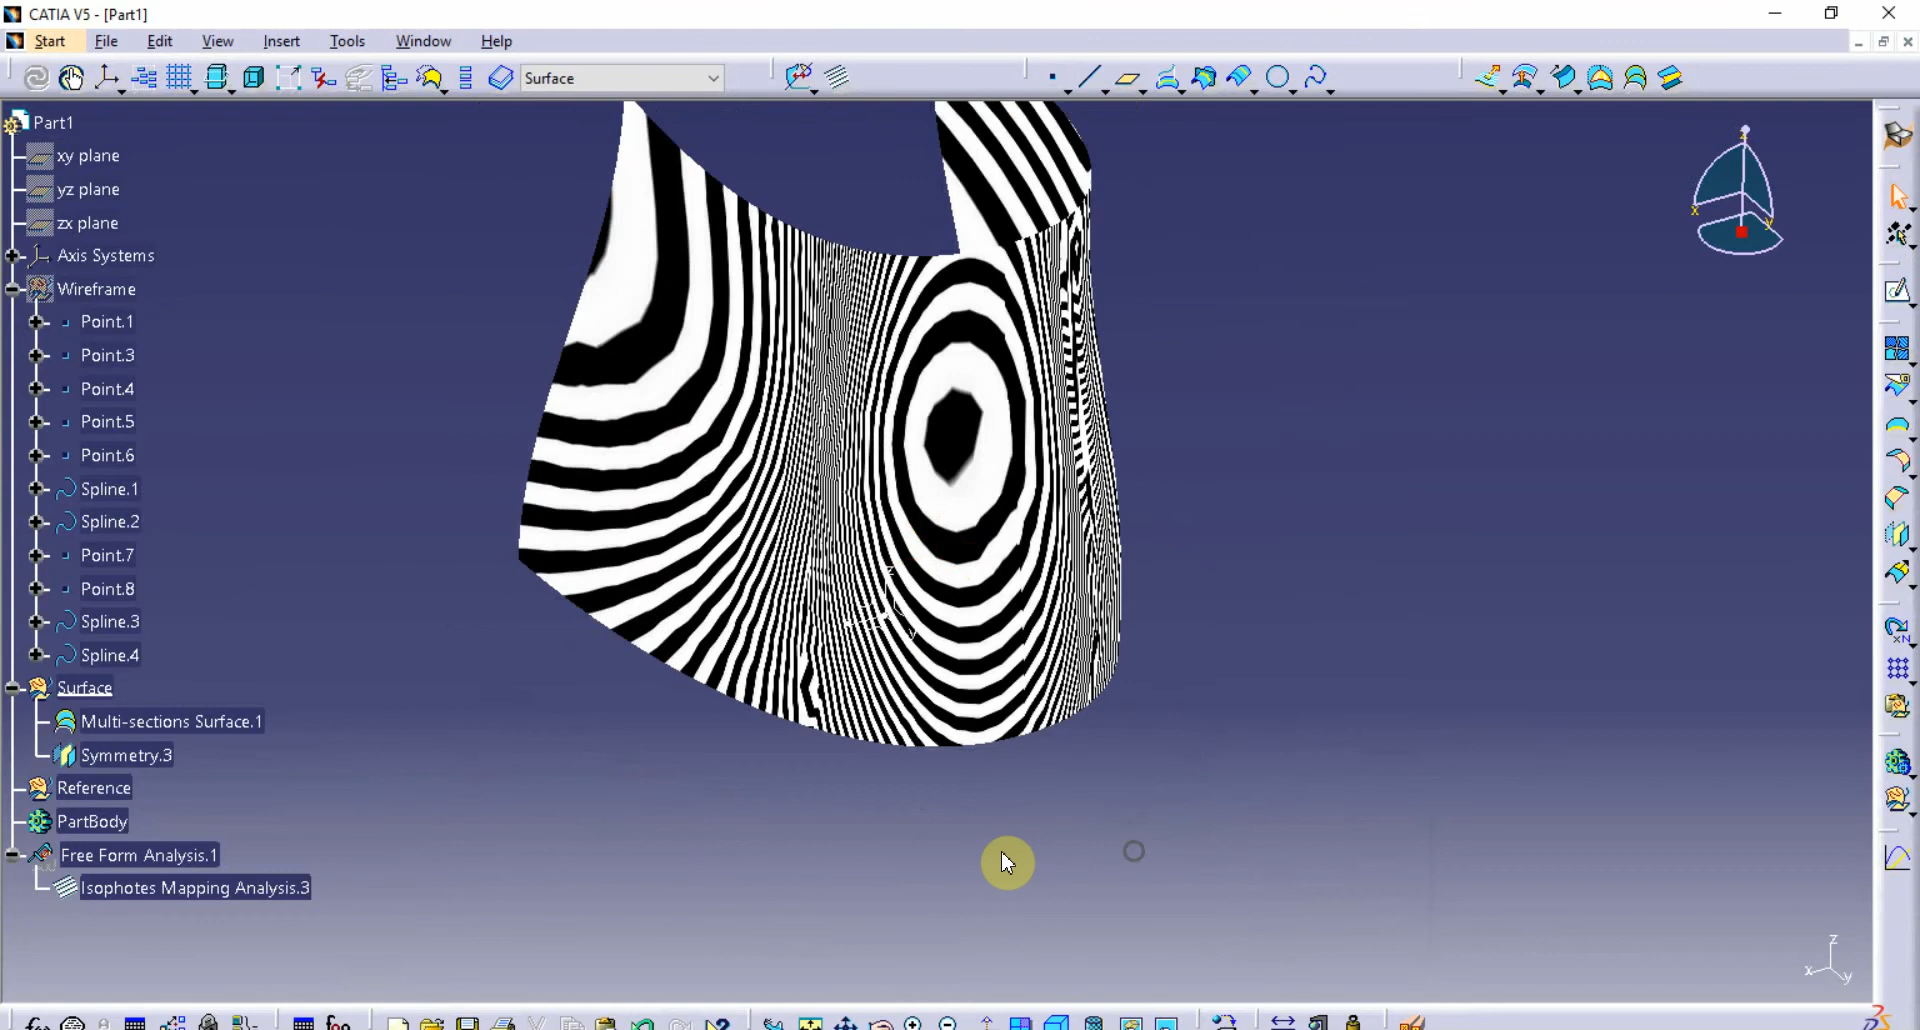 CATIA V5 - [Part1]
Start File Edit View Insert Tools Window Help
Surface
Part1
xy plane
yz plane
zx plane
Axis Systems
Wireframe
Point.1
Point.3
Point.4
Point.5
Point.6
Spline.1
Spline.2
Point.7
Point.8
Spline.3
Spline.4
Surface
Multi-sections Surface.1
Symmetry.3
Reference
PartBody
Free Form Analysis.1
Isophotes Mapping Analysis.3
z
x
y
z
y
z
x
y